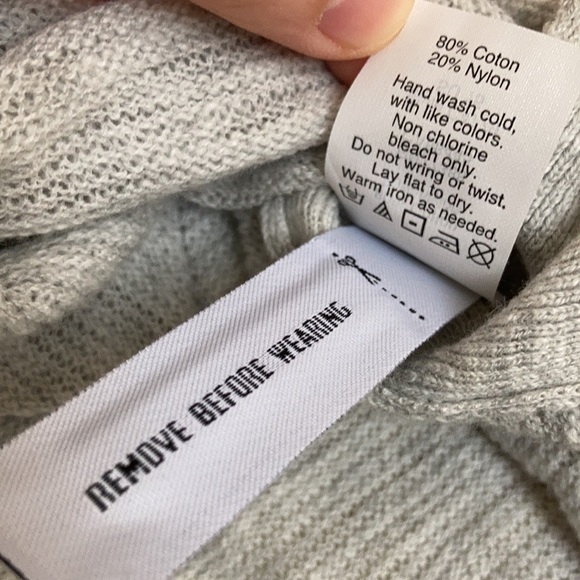 80% Coton
20% Nylon
Hand wash cold,
with like colors.
Non chlorine
bleach only.
Do not wring or twist.
Lay flat to dry.
Warm iron as needed.
REMOVE BEFORE WEARING